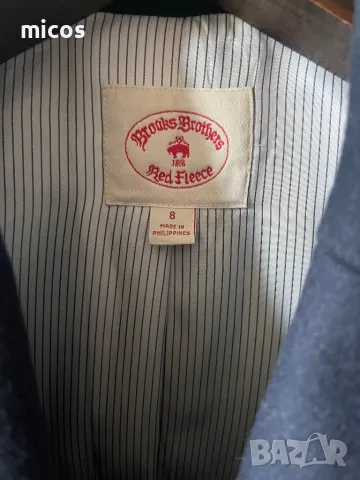 micos
Brooks Brothers
1818
Red Fleece
8
MADE IN
PHILIPPINES
BAZAR